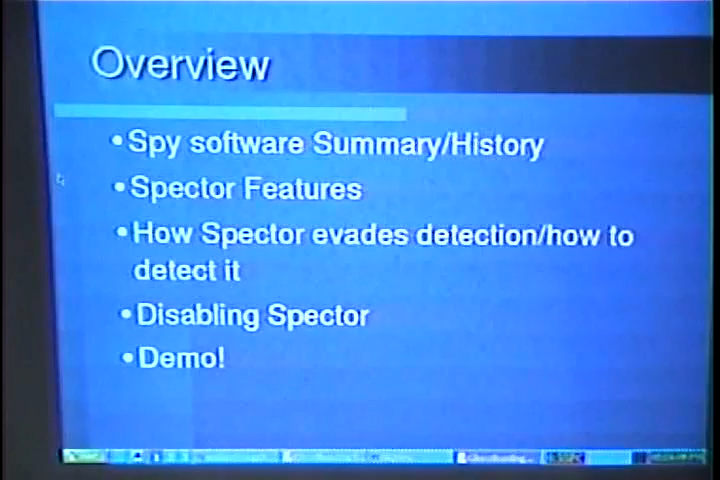 Overview
•Spy software Summary/History
•Spector Features
•How Spector evades detection/how to
detect it
•Disabling Spector
•Demo!